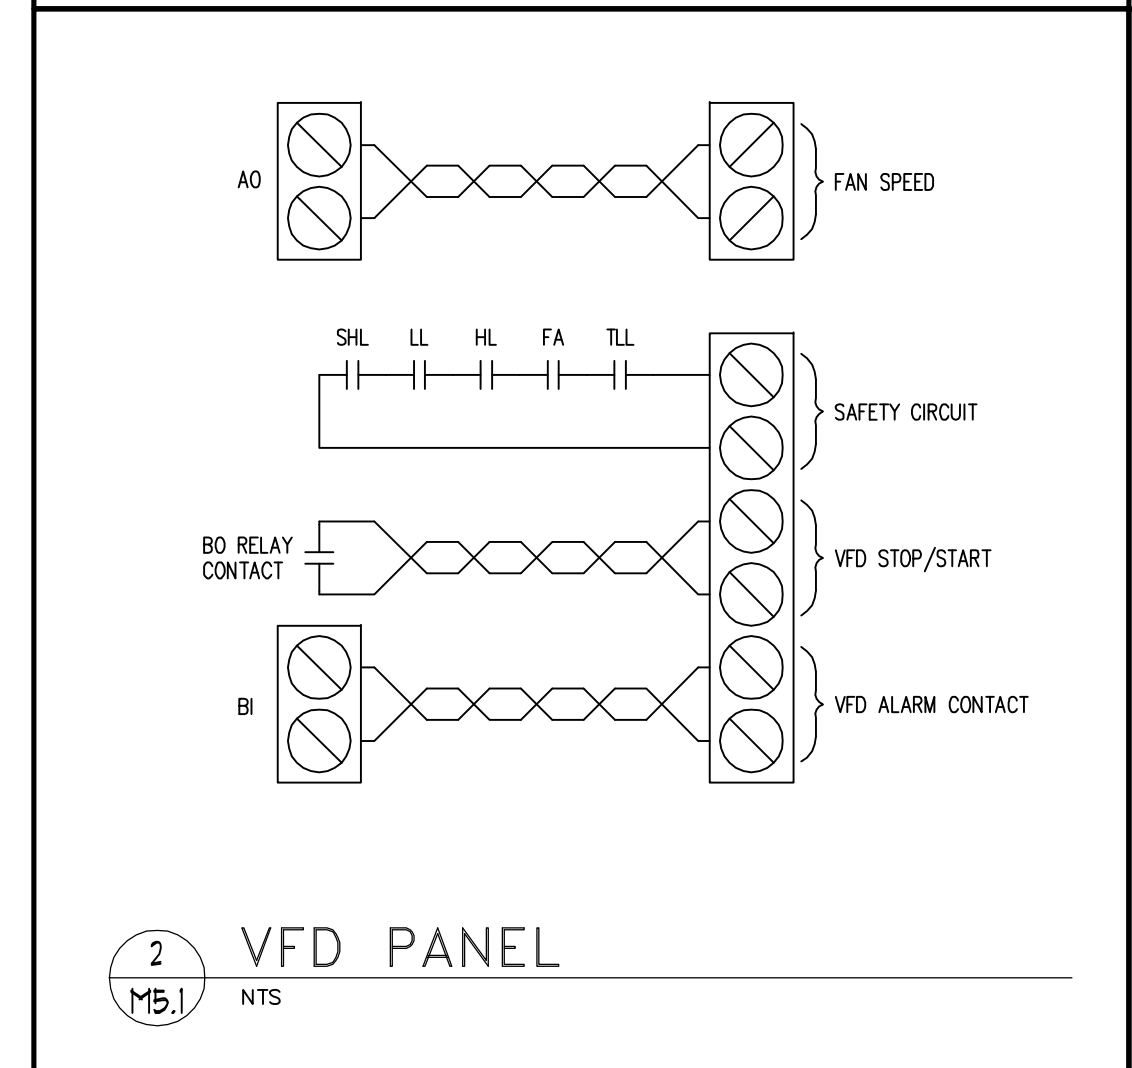 AO
FAN SPEED
SHL LL HL FA TLL
SAFETY CIRCUIT
BO RELAY
CONTACT
VFD STOP/START
BI
VFD ALARM CONTACT
2
M5.1
VFD PANEL
NTS